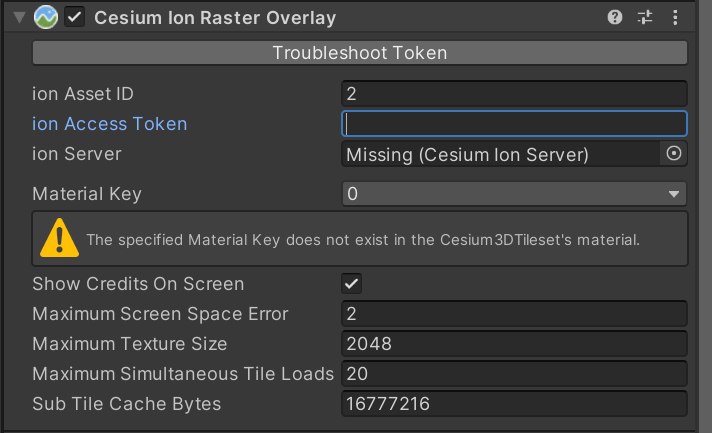 Cesium Ion Raster Overlay
Troubleshoot Token
ion Asset ID 2
ion Access Token
ion Server Missing (Cesium Ion Server)
Material Key 0
The specified Material Key does not exist in the Cesium3DTileset's material.
Show Credits On Screen
Maximum Screen Space Error 2
Maximum Texture Size 2048
Maximum Simultaneous Tile Loads 20
Sub Tile Cache Bytes 16777216